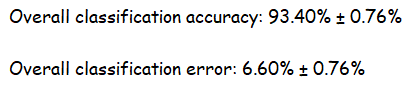 Overall classification accuracy: 93.40% ± 0.76%
Overall classification error: 6.60% ± 0.76%